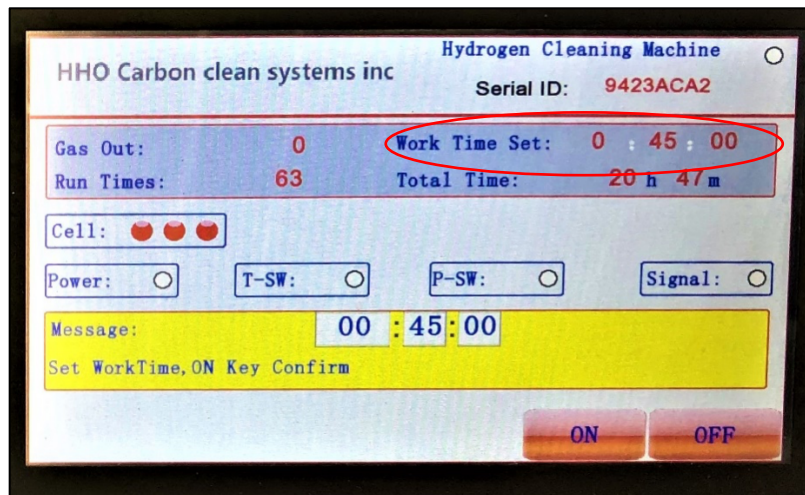 Hydrogen Cleaning Machine
HHO Carbon clean systems inc
Serial ID: 9423ACA2
Gas Out: 0 Work Time Set: 0 : 45 : 00
Run Times: 63 Total Time: 20 h 47 m
Cell:
Power: T-SW: P-SW: Signal:
Message: 00 : 45 : 00
Set WorkTime,ON Key Confirm
ON OFF